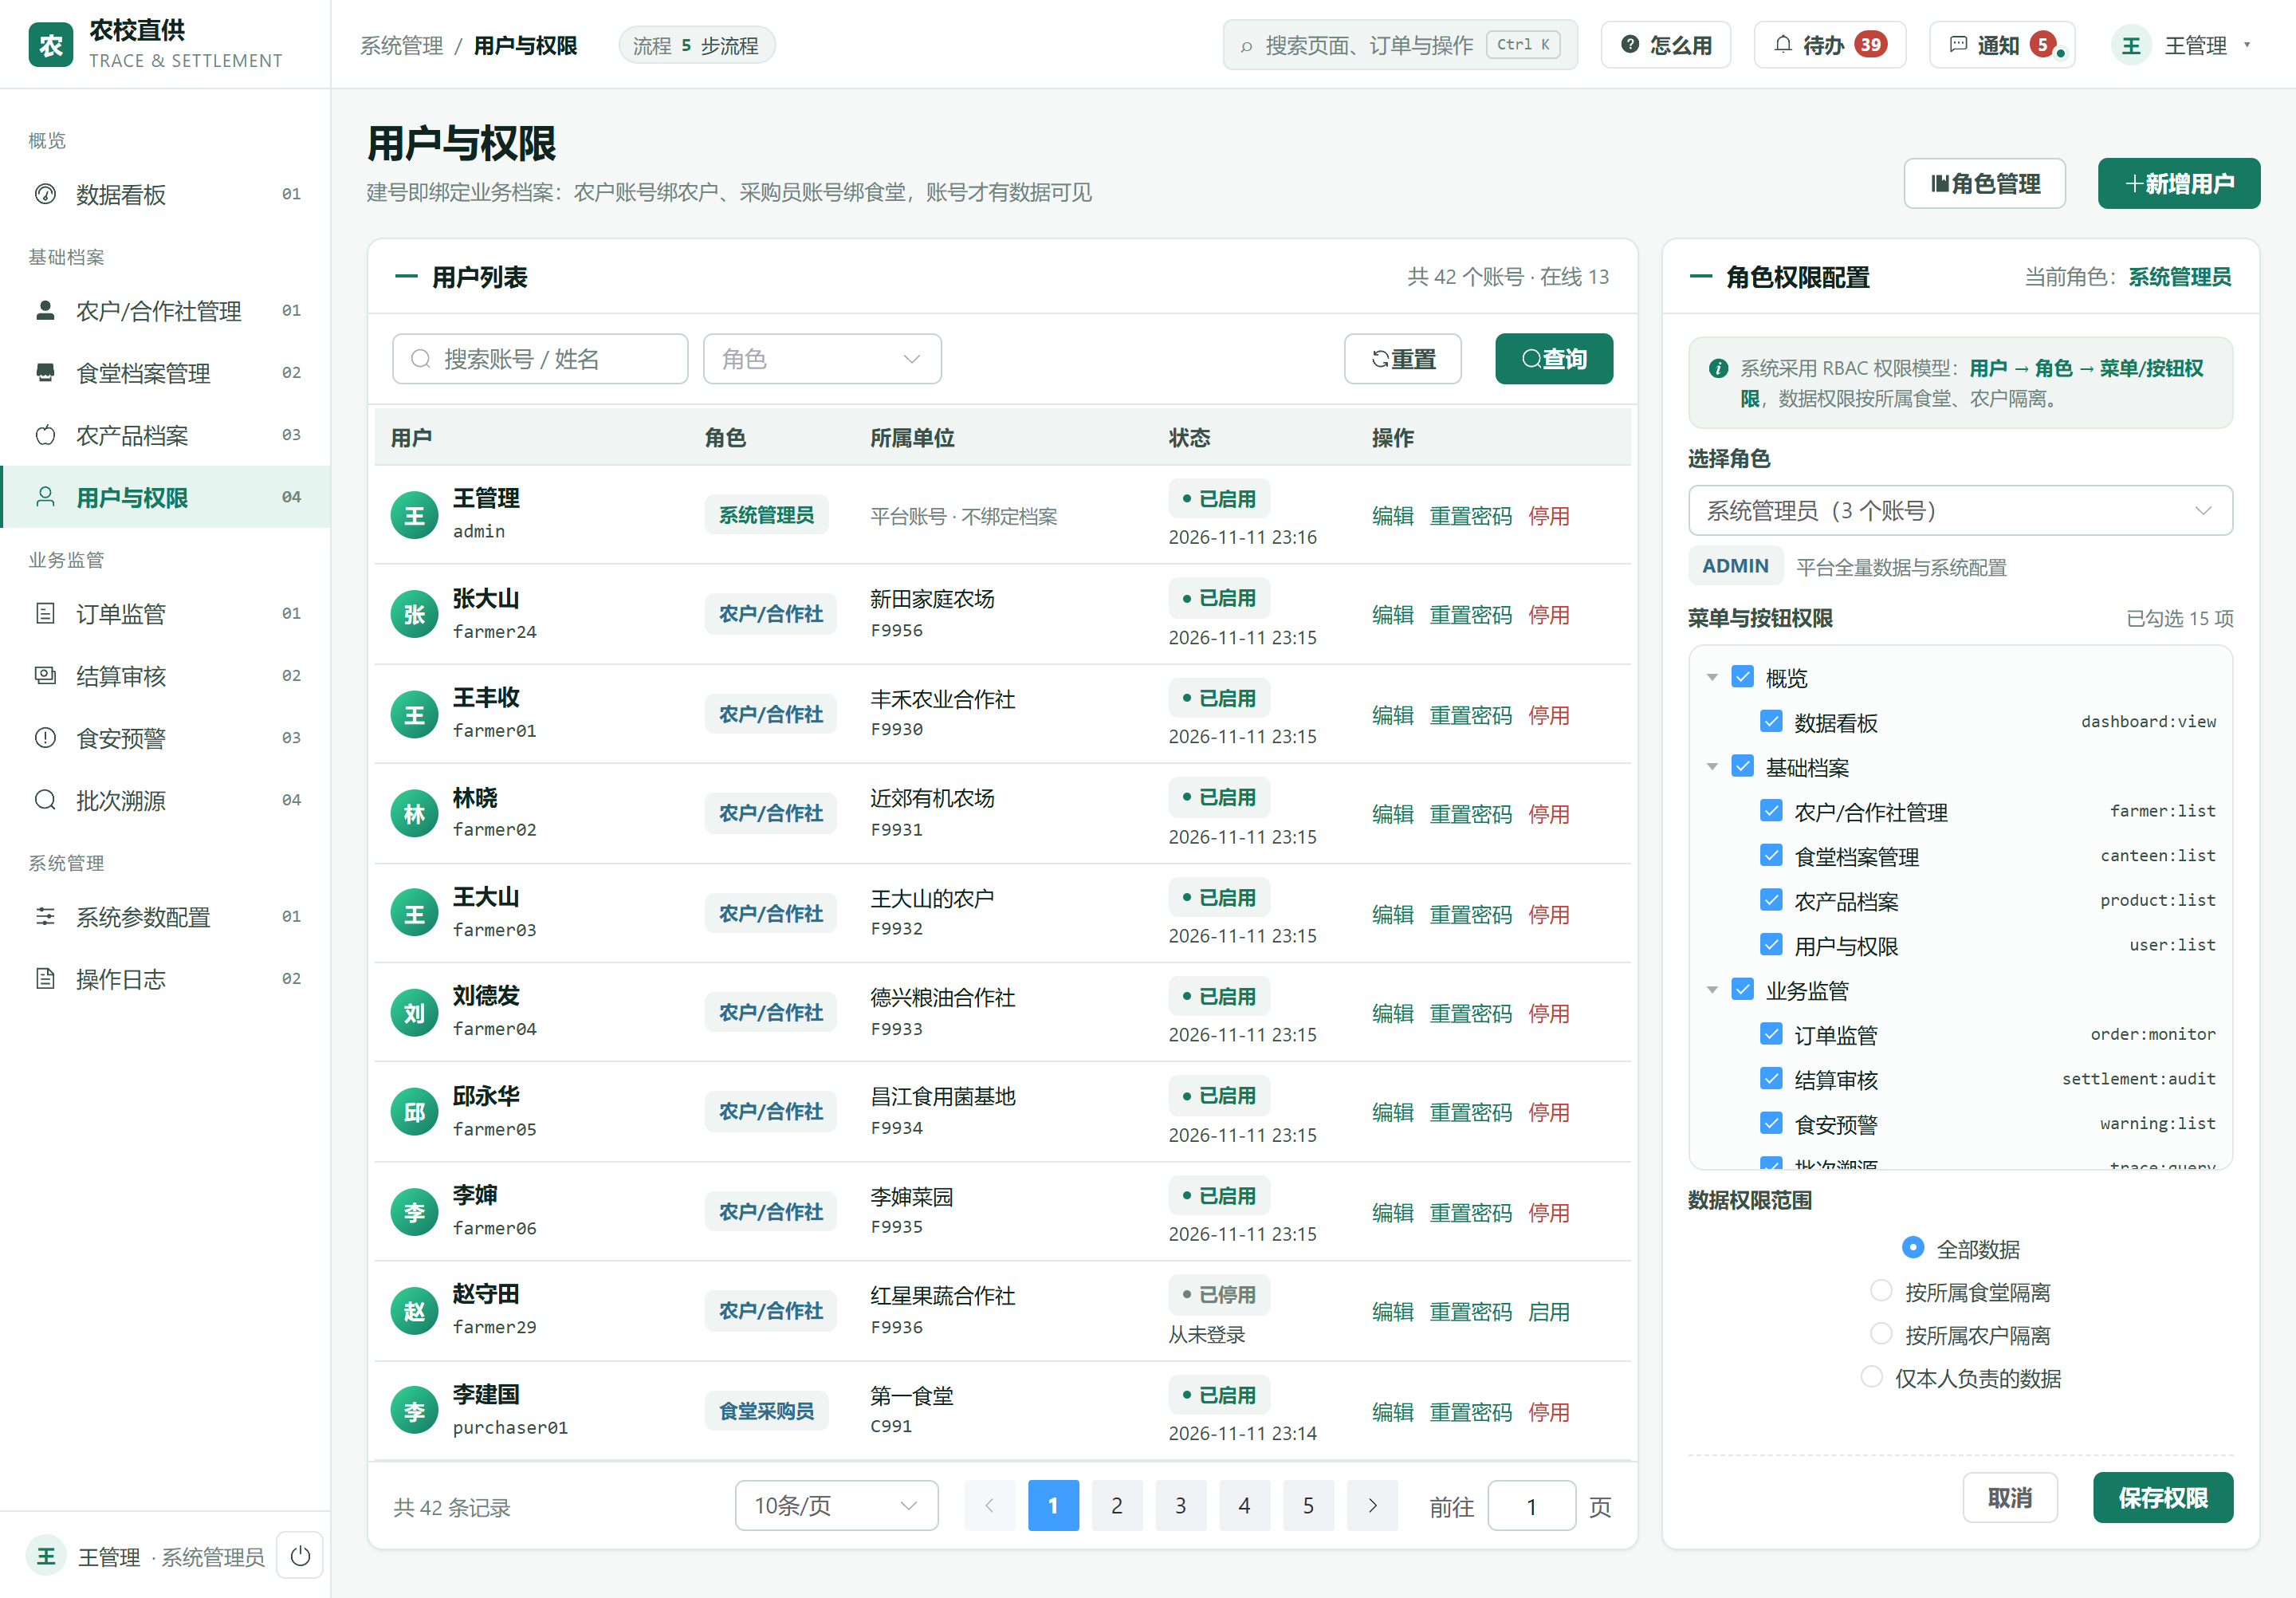 农
农校直供
TRACE & SETTLEMENT
系统管理 / 用户与权限
流程 5 步流程
搜索页面、订单与操作 Ctrl K
怎么用
待办 39
通知 5
王 王管理
概览
数据看板 01
基础档案
农户/合作社管理 01
食堂档案管理 02
农产品档案 03
用户与权限 04
业务监管
订单监管 01
结算审核 02
食安预警 03
批次溯源 04
系统管理
系统参数配置 01
操作日志 02
王 王管理 · 系统管理员
用户与权限
建号即绑定业务档案：农户账号绑农户、采购员账号绑食堂，账号才有数据可见
角色管理
新增用户
用户列表
共 42 个账号 · 在线 13
搜索账号 / 姓名
角色
重置
查询
用户 角色 所属单位 状态 操作
王 王管理 系统管理员 平台账号 · 不绑定档案 已启用 编辑 重置密码 停用
admin 2026-11-11 23:16
张 张大山 农户/合作社 新田家庭农场 已启用 编辑 重置密码 停用
farmer24 F9956 2026-11-11 23:15
王 王丰收 农户/合作社 丰禾农业合作社 已启用 编辑 重置密码 停用
farmer01 F9930 2026-11-11 23:15
林 林晓 农户/合作社 近郊有机农场 已启用 编辑 重置密码 停用
farmer02 F9931 2026-11-11 23:15
王 王大山 农户/合作社 王大山的农户 已启用 编辑 重置密码 停用
farmer03 F9932 2026-11-11 23:15
刘 刘德发 农户/合作社 德兴粮油合作社 已启用 编辑 重置密码 停用
farmer04 F9933 2026-11-11 23:15
邱 邱永华 农户/合作社 昌江食用菌基地 已启用 编辑 重置密码 停用
farmer05 F9934 2026-11-11 23:15
李 李婶 农户/合作社 李婶菜园 已启用 编辑 重置密码 停用
farmer06 F9935 2026-11-11 23:15
赵 赵守田 农户/合作社 红星果蔬合作社 已停用 编辑 重置密码 启用
farmer29 F9936 从未登录
李 李建国 食堂采购员 第一食堂 已启用 编辑 重置密码 停用
purchaser01 C991 2026-11-11 23:14
共 42 条记录
10条/页
1 2 3 4 5
前往 1 页
角色权限配置
当前角色：系统管理员
系统采用 RBAC 权限模型：用户 → 角色 → 菜单/按钮权
限，数据权限按所属食堂、农户隔离。
选择角色
系统管理员（3 个账号）
ADMIN 平台全量数据与系统配置
菜单与按钮权限 已勾选 15 项
概览
数据看板 dashboard:view
基础档案
农户/合作社管理 farmer:list
食堂档案管理 canteen:list
农产品档案 product:list
用户与权限 user:list
业务监管
订单监管 order:monitor
结算审核 settlement:audit
食安预警 warning:list
批次溯源 trace:query
数据权限范围
全部数据
按所属食堂隔离
按所属农户隔离
仅本人负责的数据
取消
保存权限